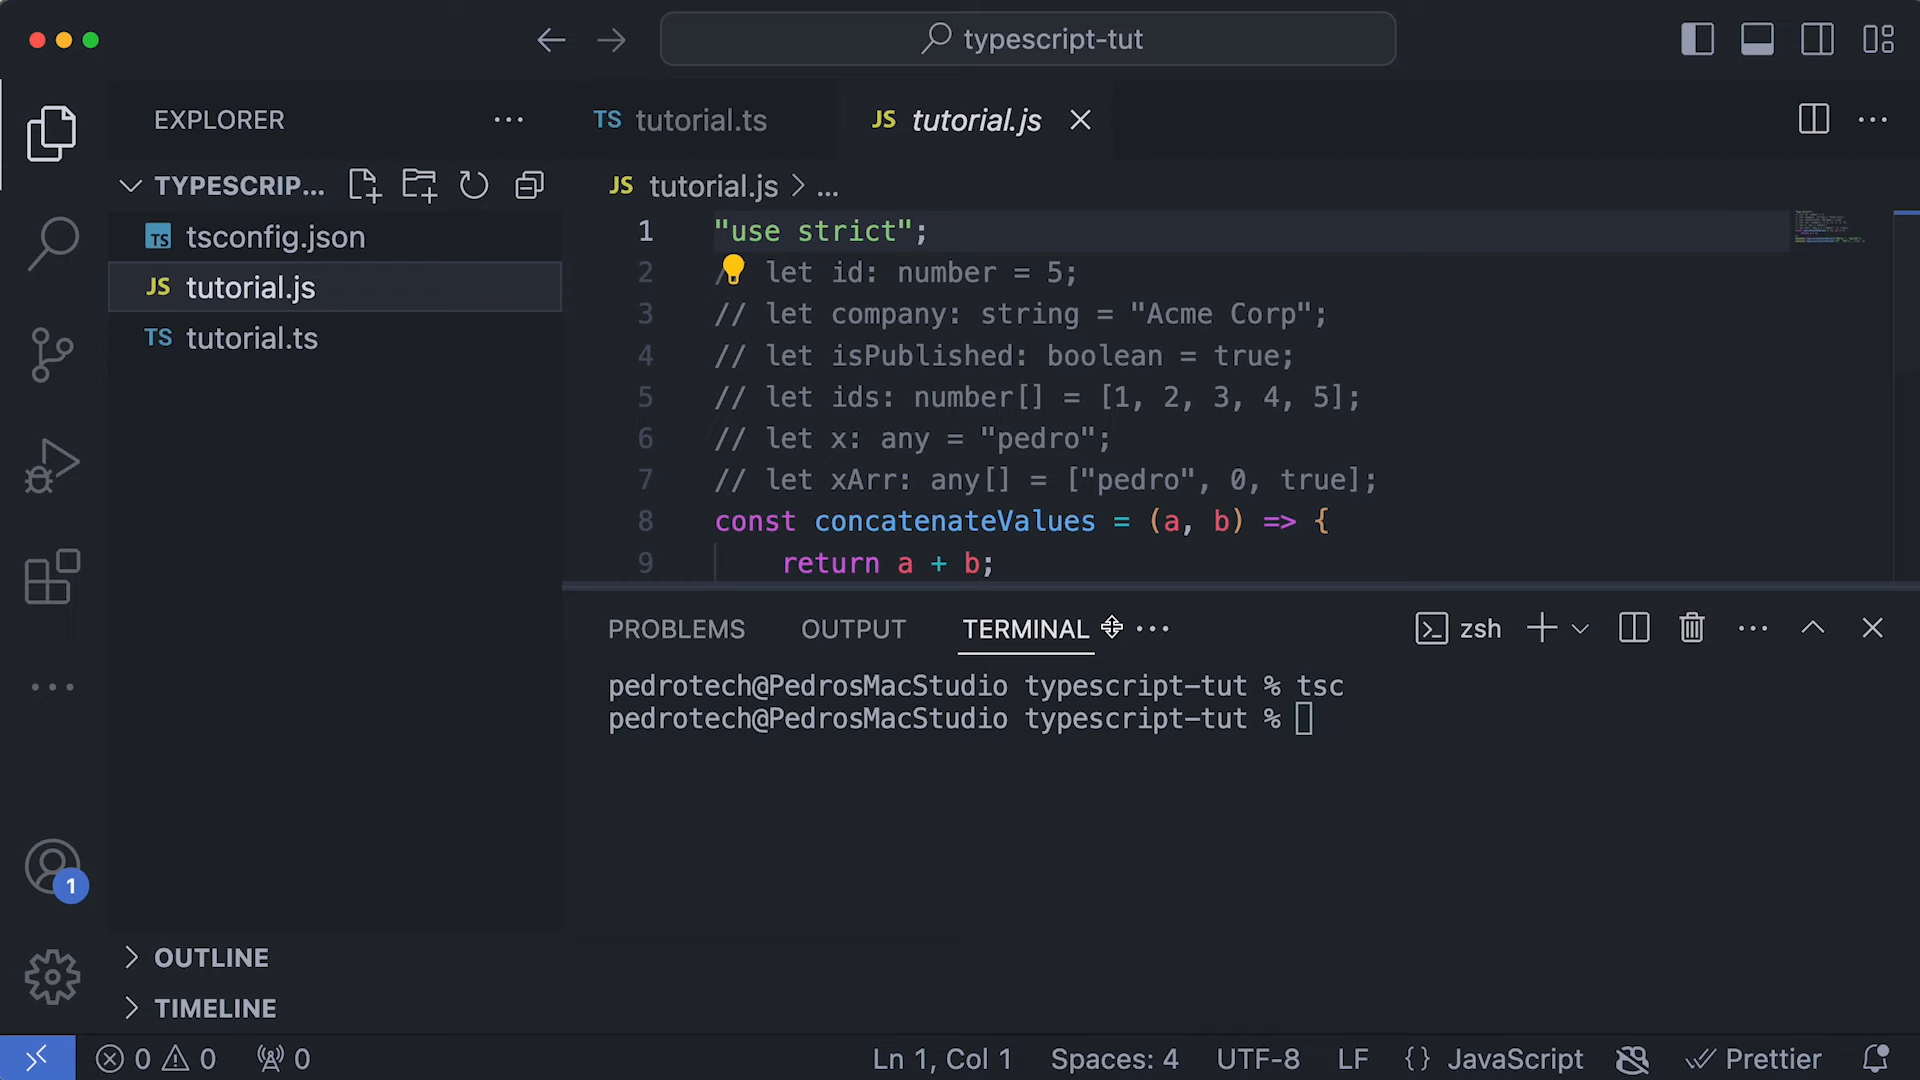 typescript-tut
EXPLORER
TS tutorial.ts
JS tutorial.js
TYPESCRIP...
JS tutorial.js > ...
TS tsconfig.json
JS tutorial.js
TS tutorial.ts
1 "use strict";
2 / let id: number = 5;
3 // let company: string = "Acme Corp";
4 // let isPublished: boolean = true;
5 // let ids: number[] = [1, 2, 3, 4, 5];
6 // let x: any = "pedro";
7 // let xArr: any[] = ["pedro", 0, true];
8 const concatenateValues = (a, b) => {
9 return a + b;
PROBLEMS OUTPUT TERMINAL ... zsh
pedrotech@PedrosMacStudio typescript-tut % tsc
pedrotech@PedrosMacStudio typescript-tut %
1
OUTLINE
TIMELINE
0 0 0 Ln 1, Col 1 Spaces: 4 UTF-8 LF {} JavaScript Prettier